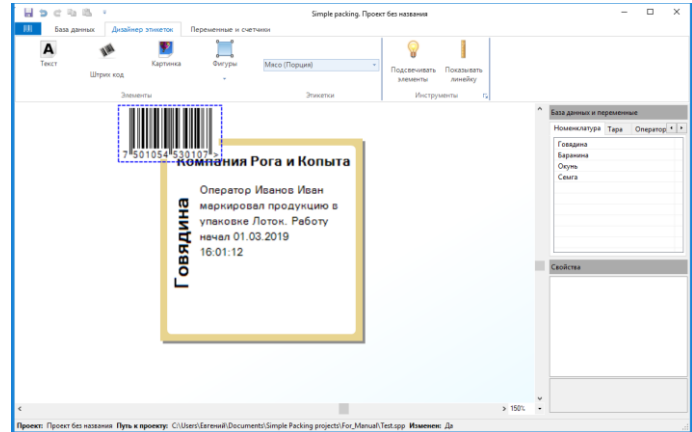 Simple packing. Проект без названия
База данных Дизайнер этикеток Переменные и счетчики
Текст
Штрих код
Картинка
Фигуры
Мясо (Порция)
Подсвечивать элементы
Показывать линейку
Элементы Этикетки Инструменты
7 501054 530107 >
Компания Рога и Копыта
Оператор Иванов Иван
маркировал продукцию в
упаковке Лоток. Работу
начал 01.03.2019
16:01:12
Говядина
База данных и переменные
Номенклатура Тара Оператор
Говядина
Баранина
Окунь
Семга
Свойства
150%
Проект: Проект без названия Путь к проекту: C:\Users\Евгений\Documents\Simple Packing projects\For_Manual\Test.spp Изменен: Да